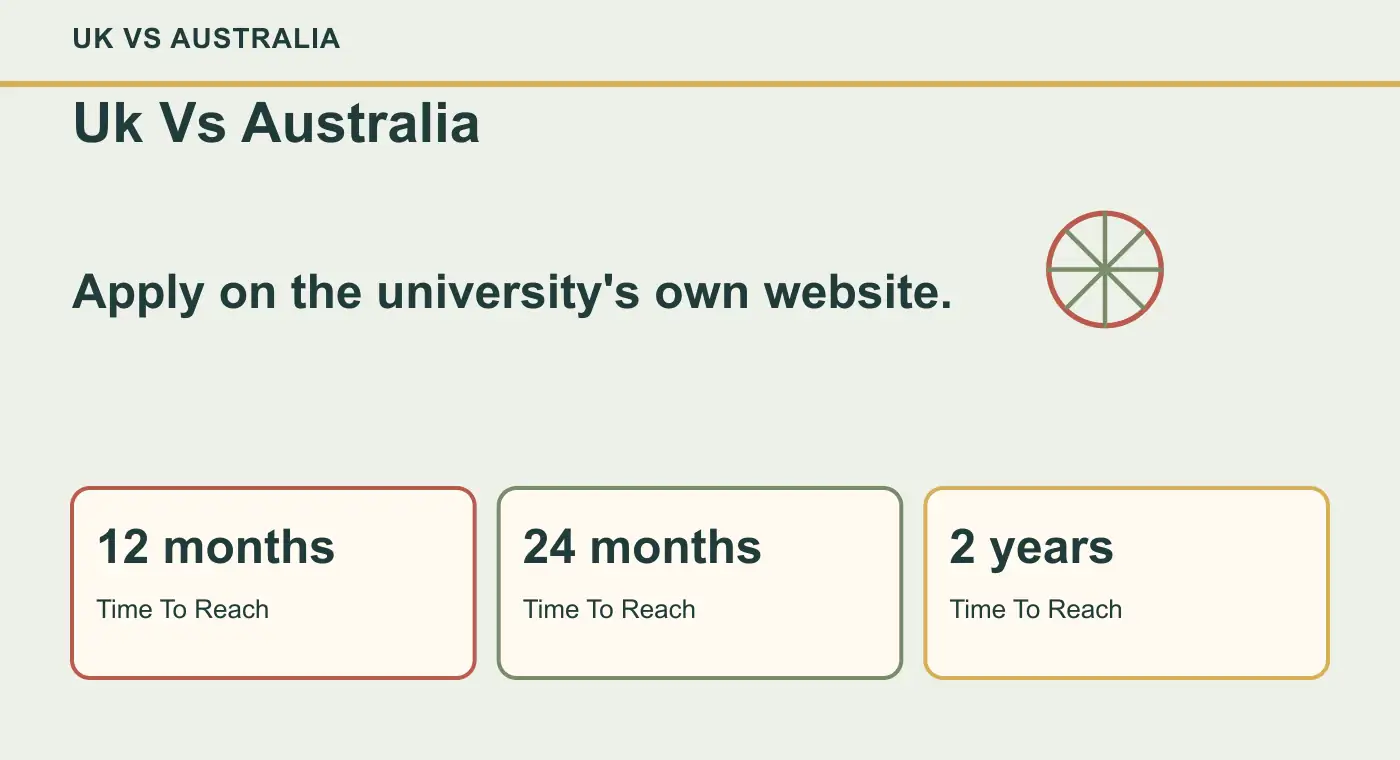 UK VS AUSTRALIA
Uk Vs Australia
Apply on the university's own website.
12 months
Time To Reach
24 months
Time To Reach
2 years
Time To Reach